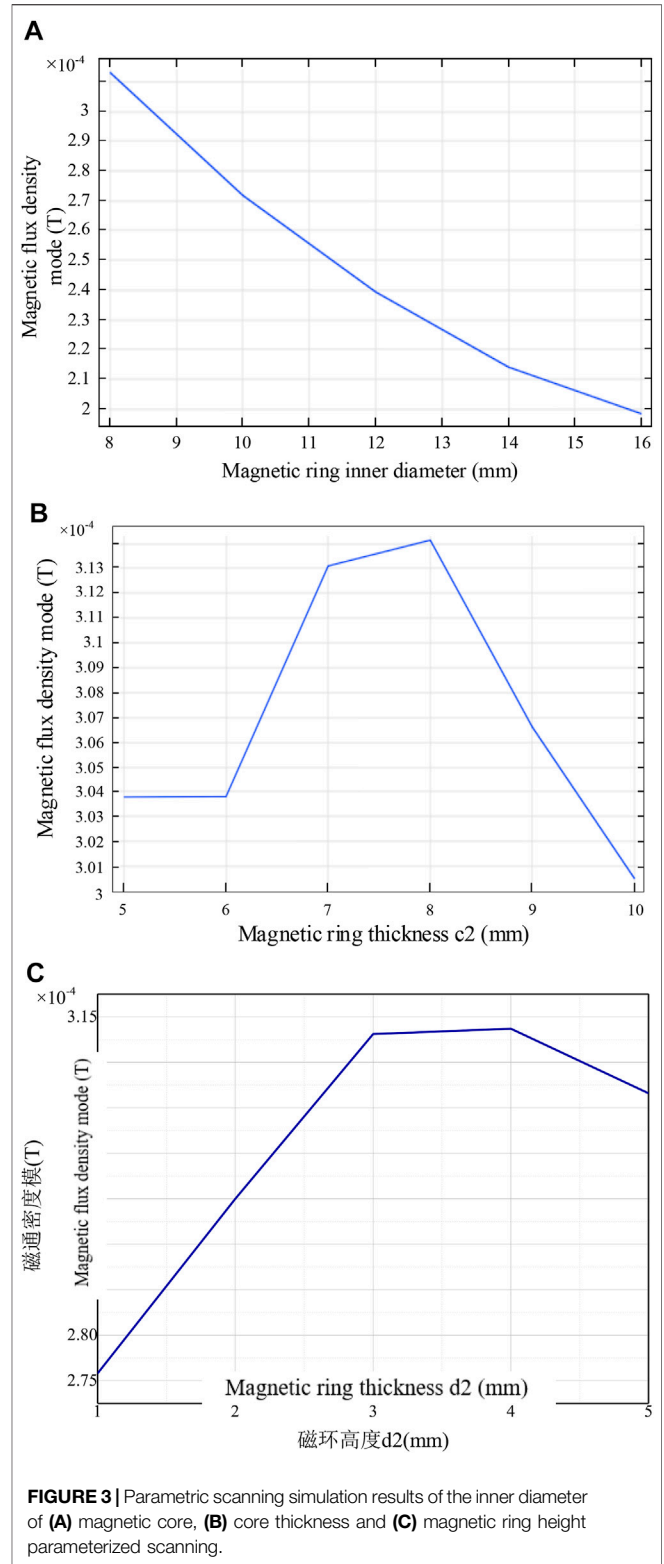 A
×10⁻⁴
Magnetic flux density
mode (T)
3
2.9
2.8
2.7
2.6
2.5
2.4
2.3
2.2
2.1
2
8 9 10 11 12 13 14 15 16
Magnetic ring inner diameter (mm)
B
×10⁻⁴
Magnetic flux density mode (T)
3.13
3.12
3.11
3.1
3.09
3.08
3.07
3.06
3.05
3.04
3.03
3.02
3.01
3
5 6 7 8 9 10
Magnetic ring thickness c2 (mm)
C
×10⁻⁴
磁通密度模(T)
Magnetic flux density mode (T)
3.15
2.80
2.75
Magnetic ring thickness d2 (mm)
1 2 3 4 5
磁环高度d2(mm)
FIGURE 3 | Parametric scanning simulation results of the inner diameter
of (A) magnetic core, (B) core thickness and (C) magnetic ring height
parameterized scanning.